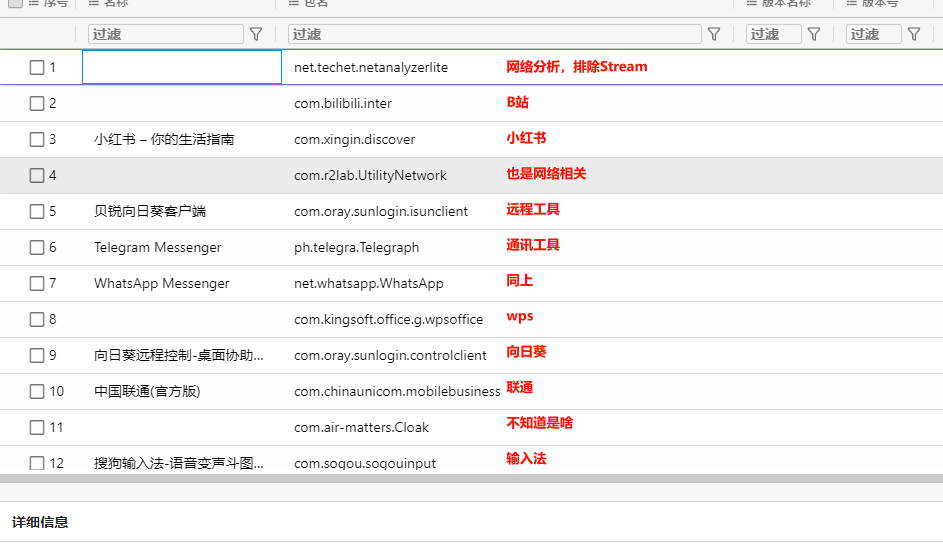 序号 名称 包名 版本名称 版本号
过滤 过滤 过滤 过滤
1 net.techet.netanalyzerlite 网络分析，排除Stream
2 com.bilibili.inter B站
3 小红书 – 你的生活指南 com.xingin.discover 小红书
4 com.r2lab.UtilityNetwork 也是网络相关
5 贝锐向日葵客户端 com.oray.sunlogin.isunclient 远程工具
6 Telegram Messenger ph.telegra.Telegraph 通讯工具
7 WhatsApp Messenger net.whatsapp.WhatsApp 同上
8 com.kingsoft.office.g.wpsoffice wps
9 向日葵远程控制-桌面协助... com.oray.sunlogin.controlclient 向日葵
10 中国联通(官方版) com.chinaunicom.mobilebusiness 联通
11 com.air-matters.Cloak 不知道是啥
12 搜狗输入法-语音变声斗图... com.sogou.sogouinput 输入法
详细信息